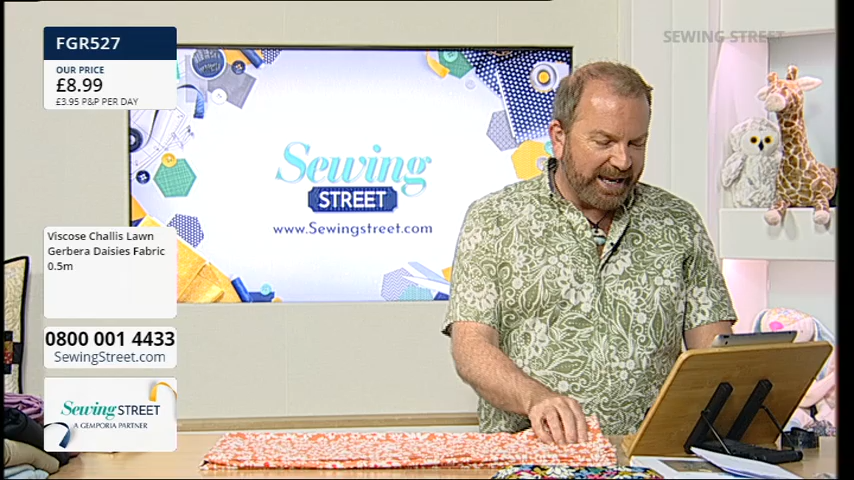 FGR527
OUR PRICE
£8.99
£3.95 P&P PER DAY
SEWING STREET
Sewing
STREET
www.Sewingstreet.com
Viscose Challis Lawn
Gerbera Daisies Fabric
0.5m
0800 001 4433
SewingStreet.com
Sewing STREET
A GEMPORIA PARTNER